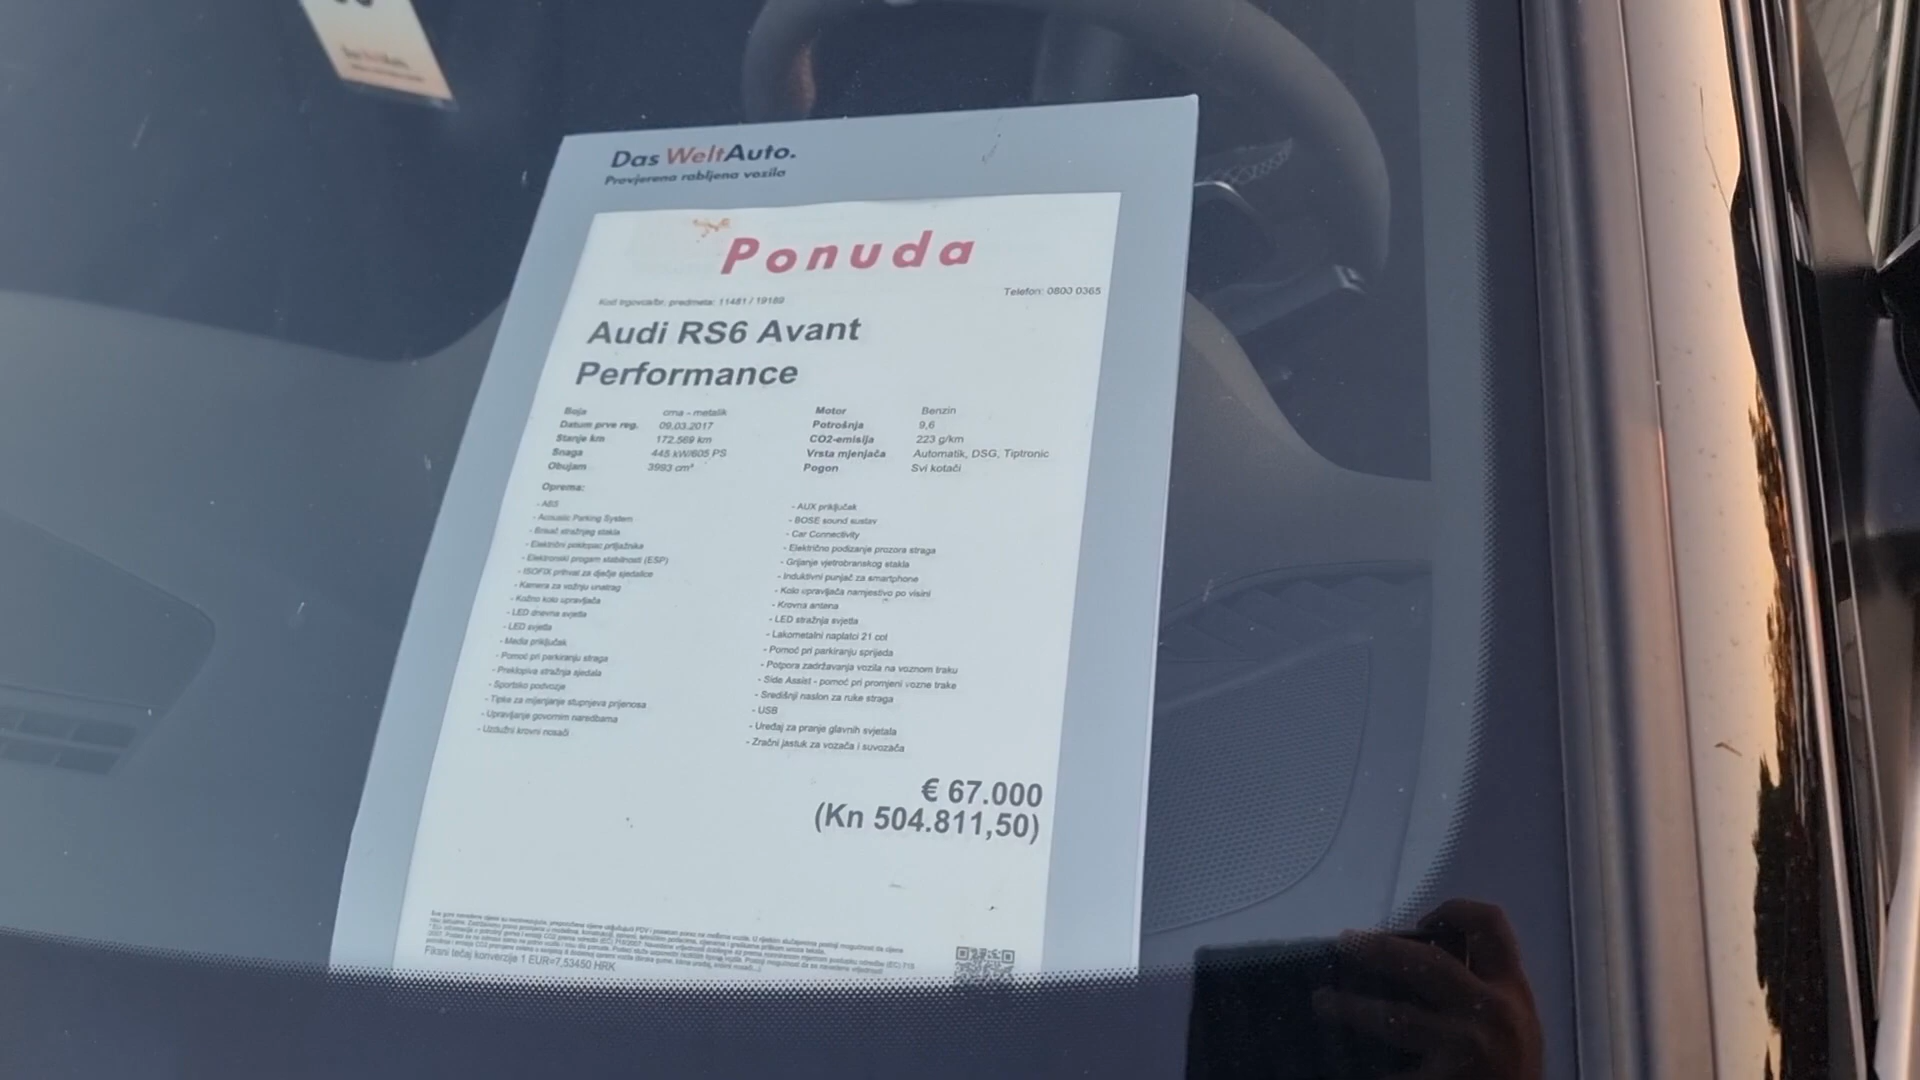 Das WeltAuto.
Provjerena rabljena vozila
Ponuda
Telefon: 0800 0365
Kod trgovca/br. predmeta: 11481 / 19189
Audi RS6 Avant
Performance
Boja crna - metalik Motor Benzin
Datum prve reg. 09.03.2017 Potrošnja 9,6
Stanje km 172.569 km CO2-emisija 223 g/km
Snaga 445 kW/605 PS Vrsta mjenjača Automatik, DSG, Tiptronic
Obujam 3993 cm³ Pogon Svi kotači
Oprema:
- ABS
- Acoustic Parking System
- Brisač stražnjeg stakla
- Električni poklopac prtljažnika
- Elektronski progam stabilnosti (ESP)
- ISOFIX prihvat za dječje sjedalice
- Kamera za vožnju unatrag
- Kožno kolo upravljača
- LED dnevna svjetla
- LED svjetla
- Media priključak
- Pomoć pri parkiranju straga
- Preklopiva stražnja sjedala
- Sportsko podvozje
- Tipke za mijenjanje stupnjeva prijenosa
- Upravljanje govornim naredbama
- Uzdužni krovni nosači
- AUX priključak
- BOSE sound sustav
- Car Connectivity
- Električno podizanje prozora straga
- Grijanje vjetrobranskog stakla
- Induktivni punjač za smartphone
- Kolo upravljača namjestivo po visini
- Krovna antena
- LED stražnja svjetla
- Lakometalni naplatci 21 col
- Pomoć pri parkiranju sprijeda
- Potpora zadržavanja vozila na voznom traku
- Side Assist - pomoć pri promjeni vozne trake
- Središnji naslon za ruke straga
- USB
- Uređaj za pranje glavnih svjetala
- Zračni jastuk za vozača i suvozača
€ 67.000
(Kn 504.811,50)
Fiksni tečaj konverzije 1 EUR=7,53450 HRK